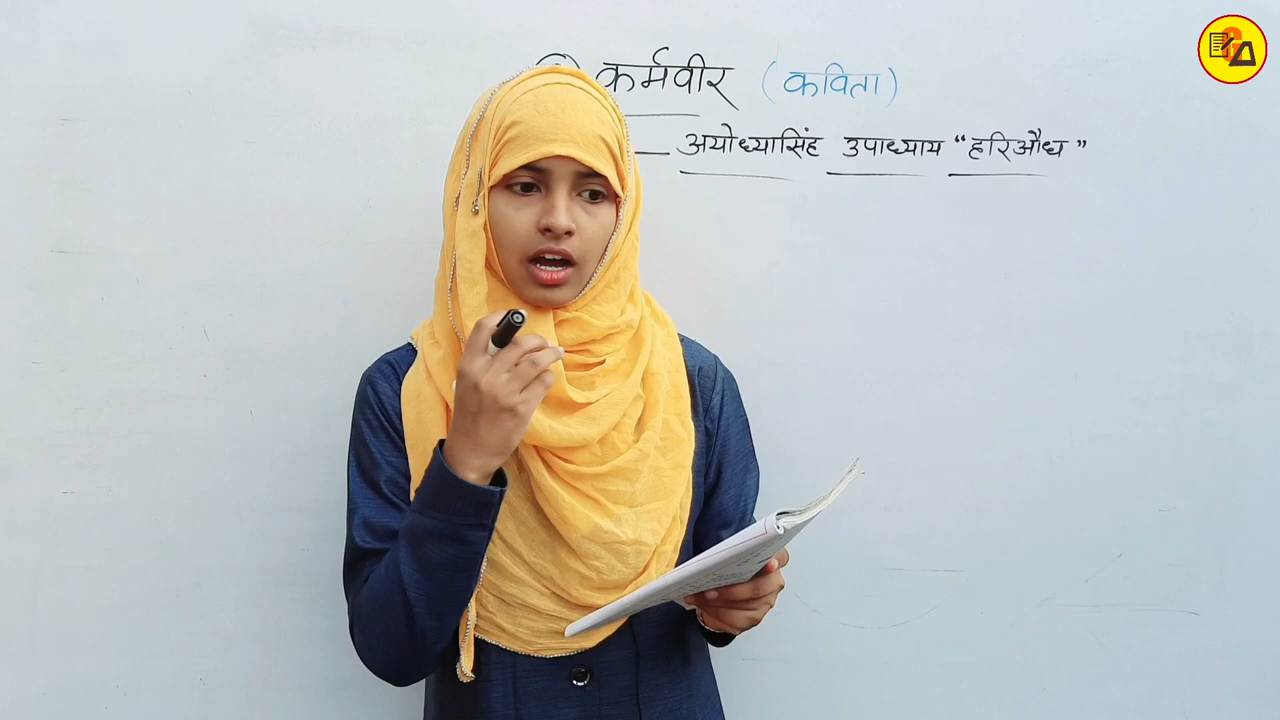 कर्मवीर (कविता)
— अयोध्यासिंह उपाध्याय “हरिऔध”